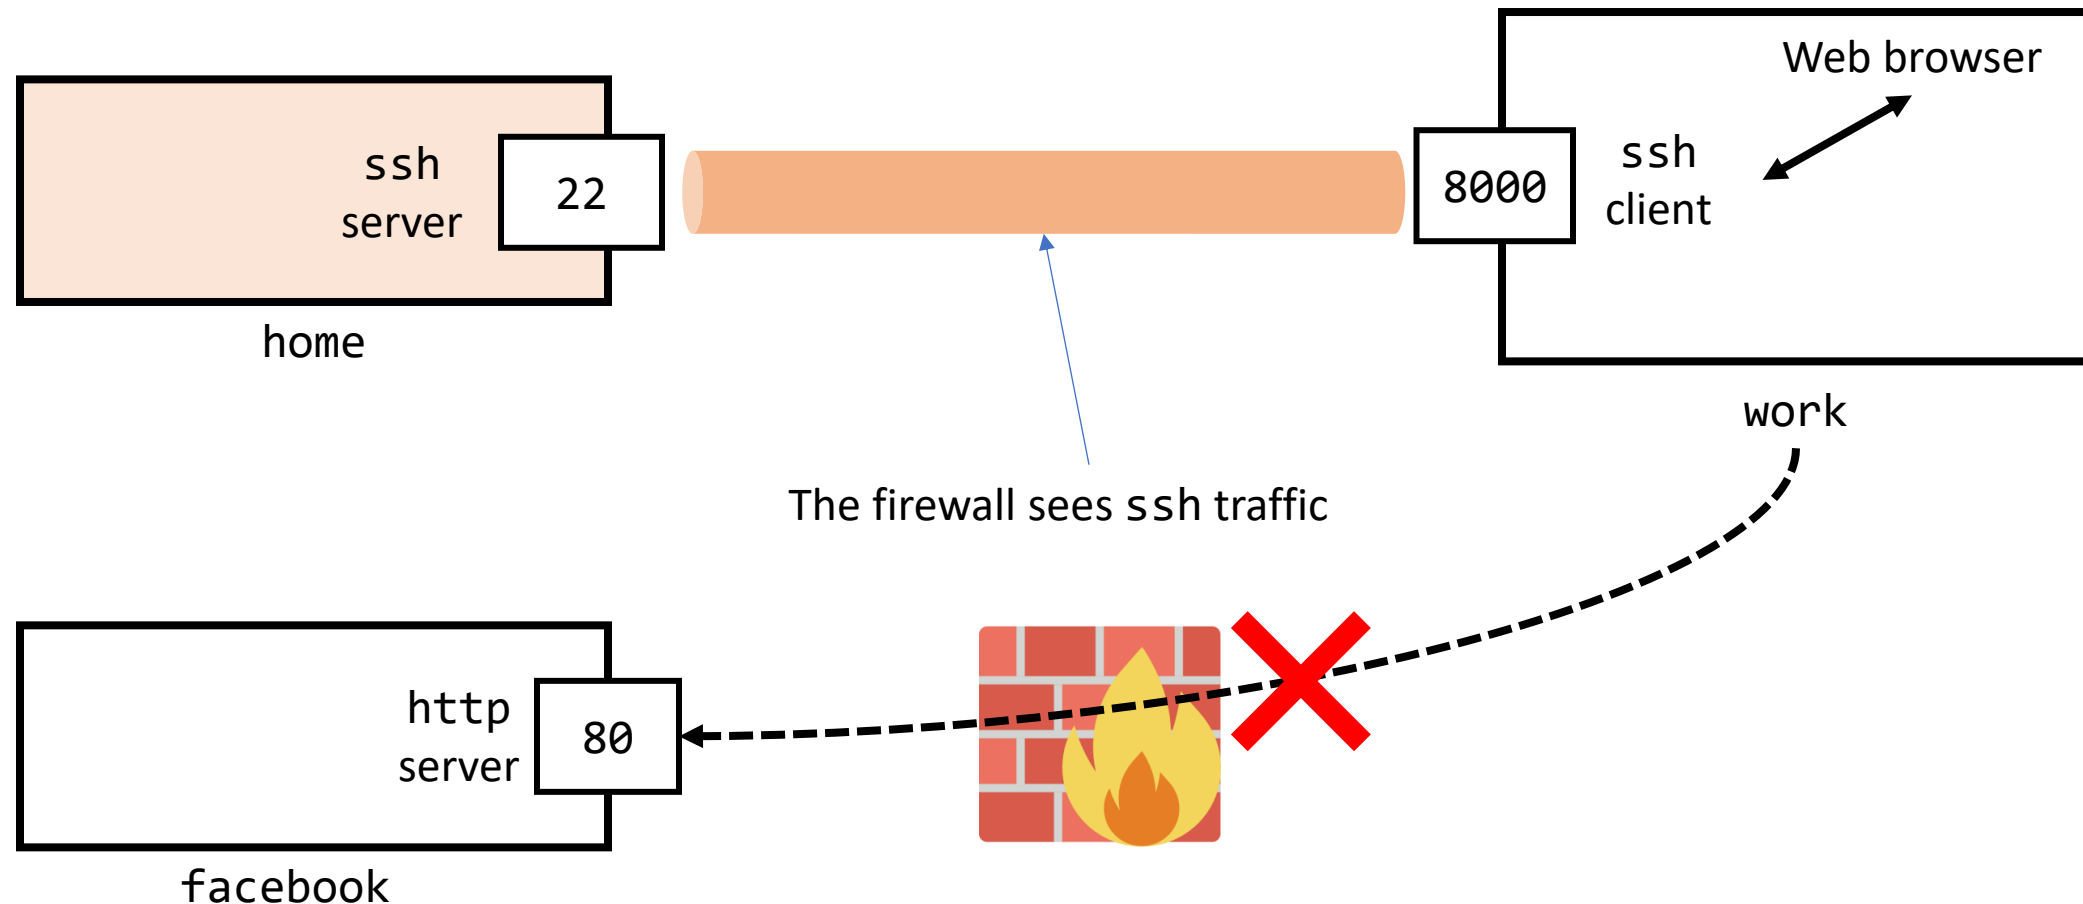 Web browser
ssh
server
22
8000
ssh
client
home
work
The firewall sees ssh traffic
http
server
80
facebook